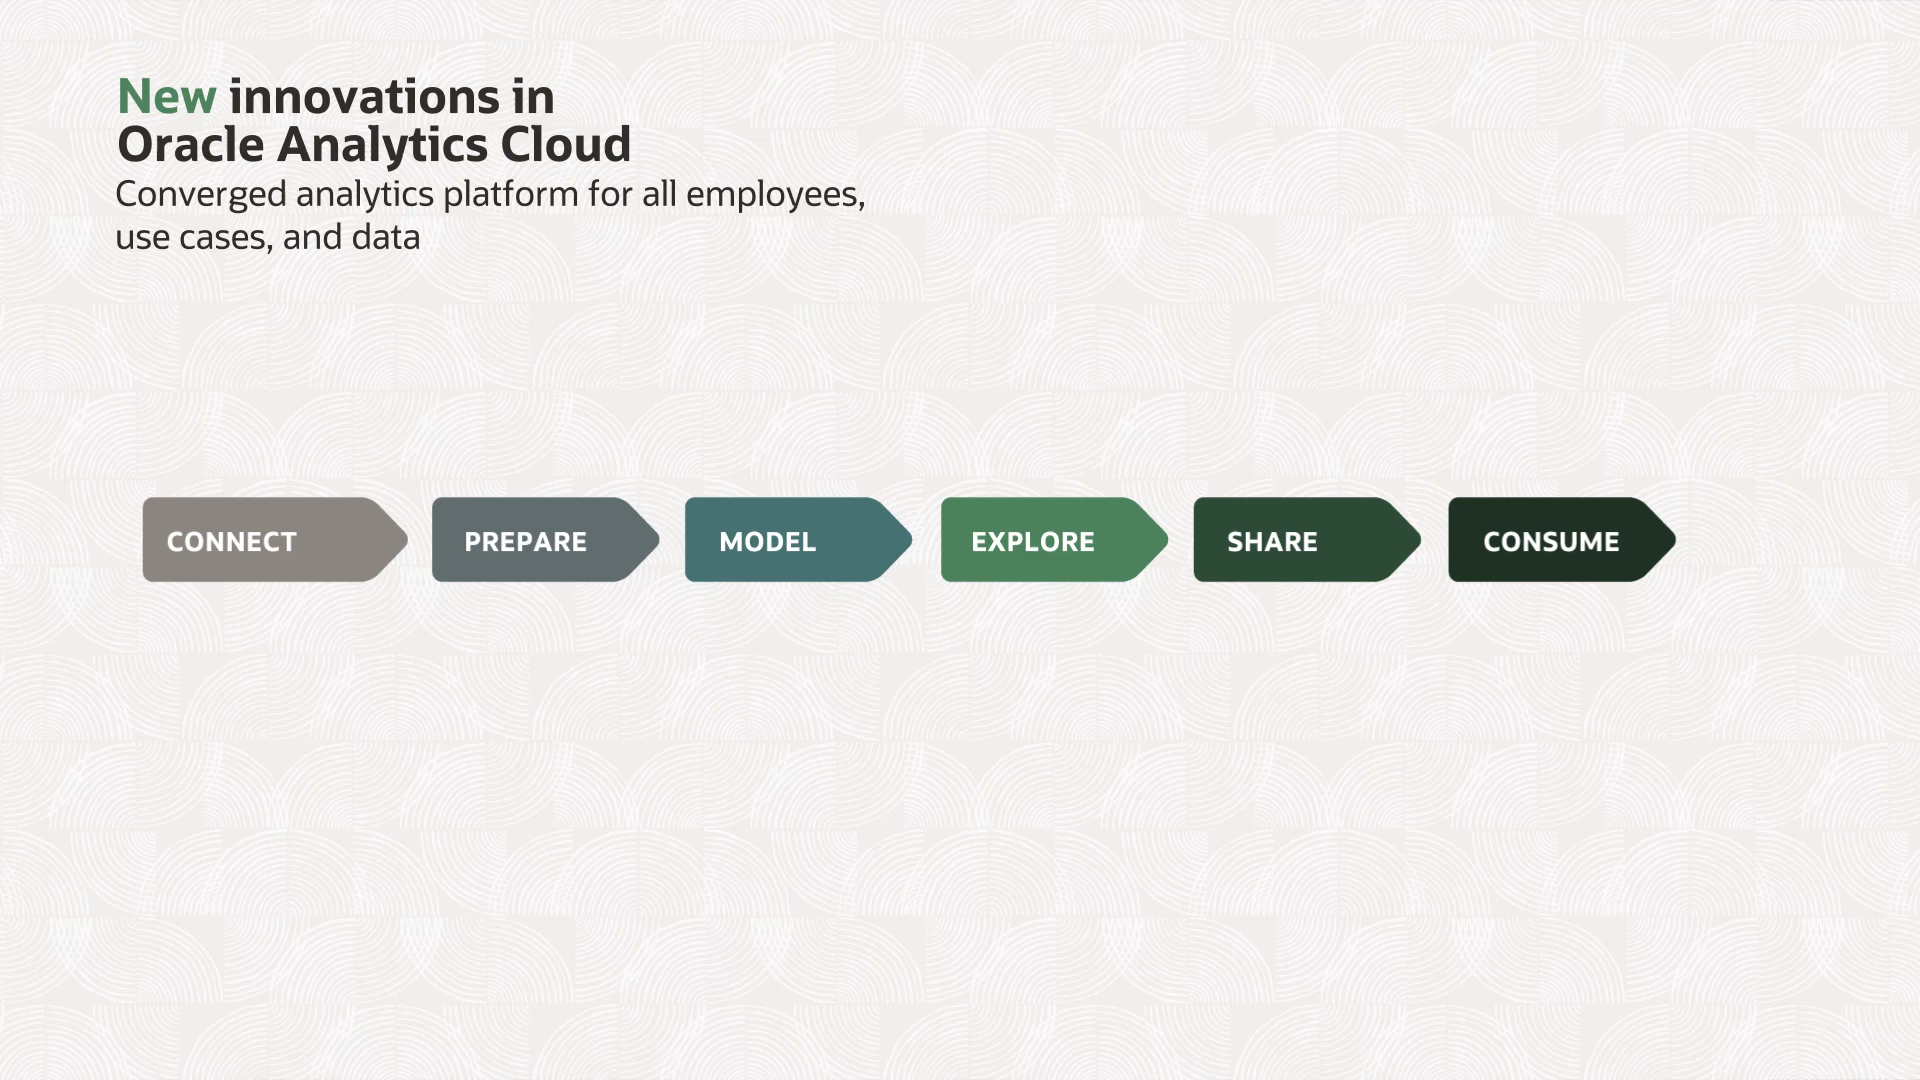 New innovations in
Oracle Analytics Cloud
Converged analytics platform for all employees,
use cases, and data
CONNECT
PREPARE
MODEL
EXPLORE
SHARE
CONSUME